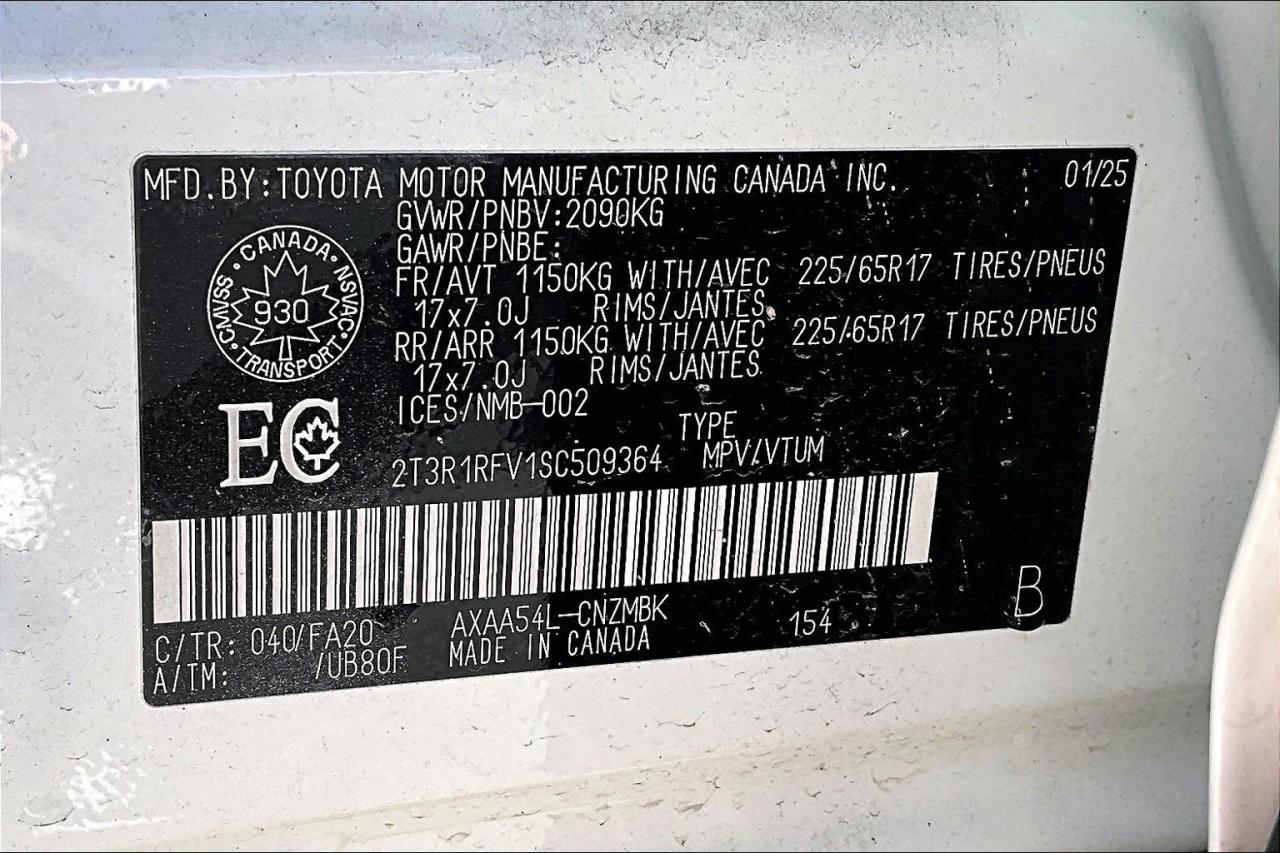 MFD. BY: TOYOTA MOTOR MANUFACTURING CANADA INC. 01/25
GVWR/PNBV: 2090KG
GAWR/PNBE:
FR/AVT 1150KG WITH/AVEC 225/65R17 TIRES/PNEUS
17x7.0J RIMS/JANTES
RR/ARR 1150KG WITH/AVEC 225/65R17 TIRES/PNEUS
17x7.0J RIMS/JANTES
ICES/NMB-002
CANADA · NSVAC · TRANSPORT · CMVSS ·
930
EC
TYPE
2T3R1RFV1SC509364 MPV/VTUM
C/TR: 040/FA20 AXAA54L-CNZMBK 154 B
A/TM: /UB80F MADE IN CANADA